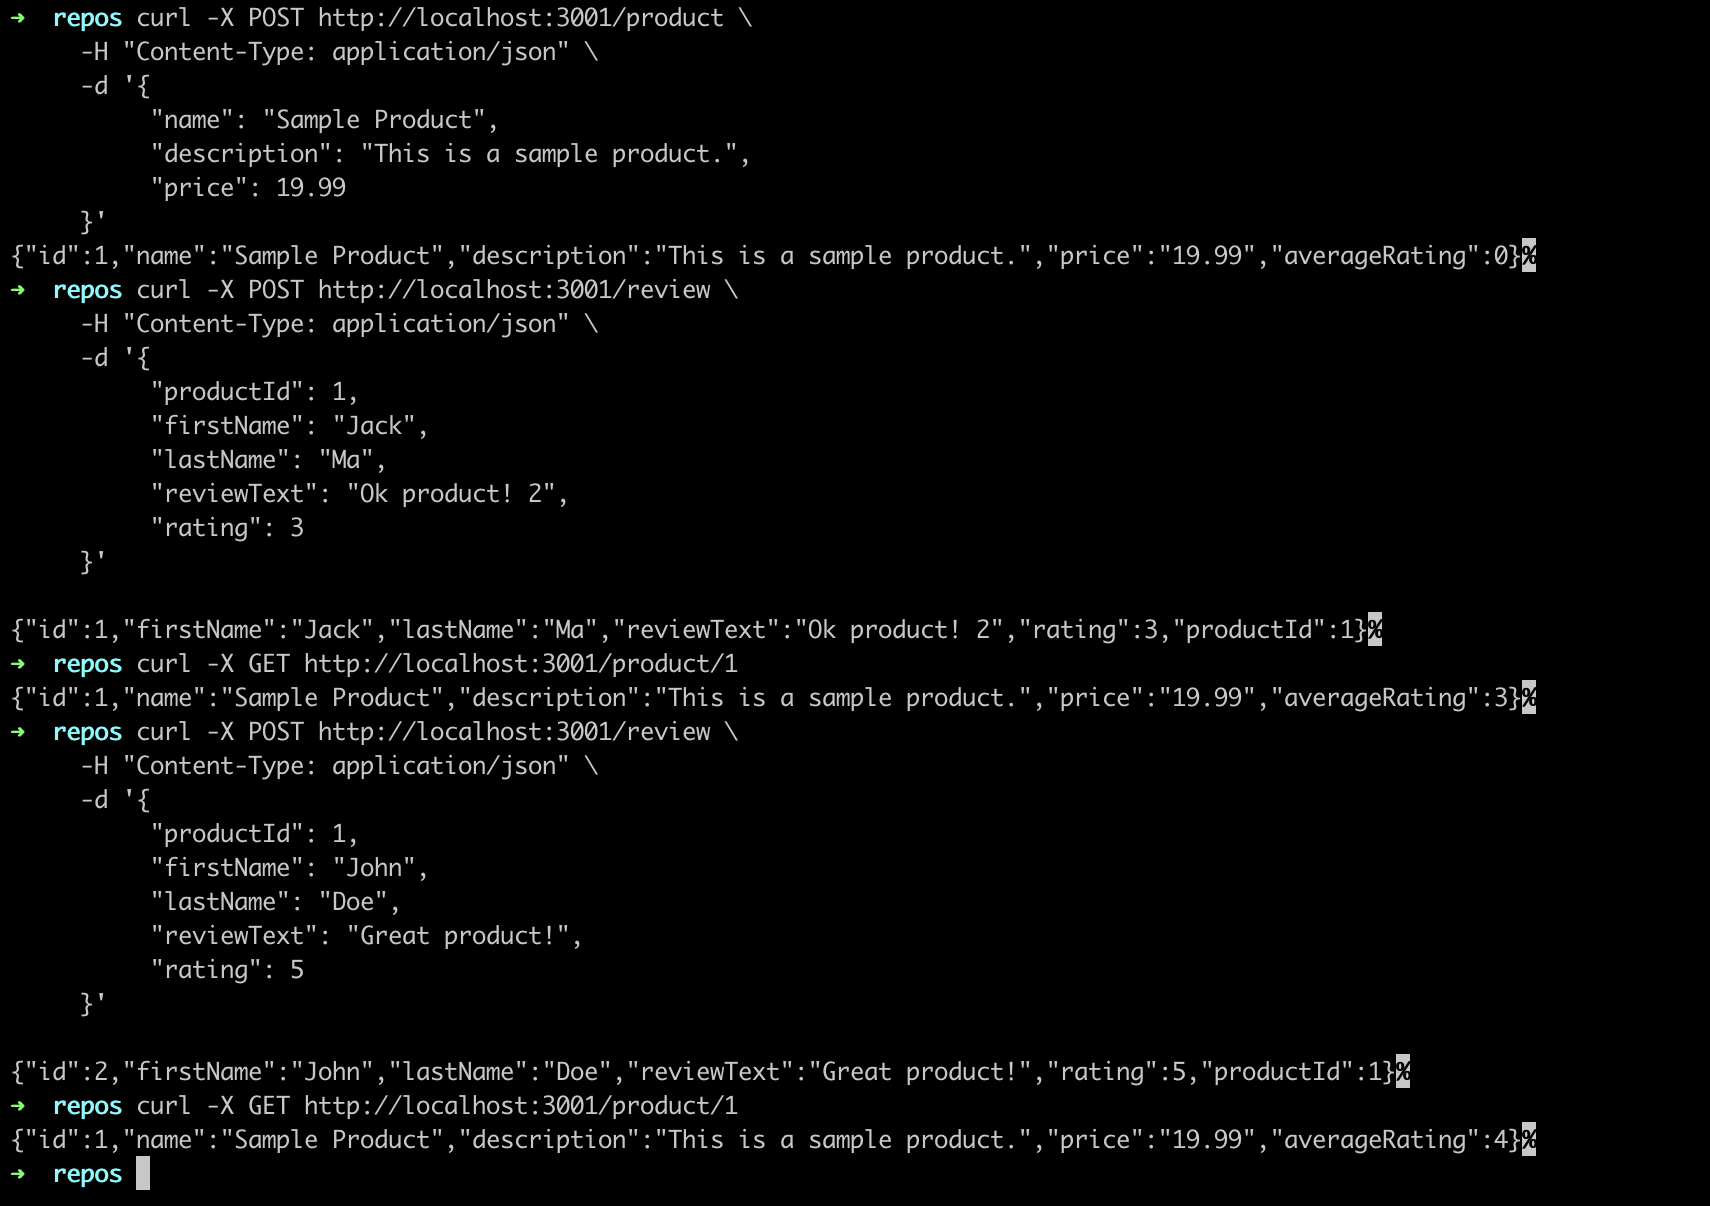 ➜  repos curl -X POST http://localhost:3001/product \
     -H "Content-Type: application/json" \
     -d '{
          "name": "Sample Product",
          "description": "This is a sample product.",
          "price": 19.99
     }'
{"id":1,"name":"Sample Product","description":"This is a sample product.","price":"19.99","averageRating":0}%
➜  repos curl -X POST http://localhost:3001/review \
     -H "Content-Type: application/json" \
     -d '{
          "productId": 1,
          "firstName": "Jack",
          "lastName": "Ma",
          "reviewText": "Ok product! 2",
          "rating": 3
     }'

{"id":1,"firstName":"Jack","lastName":"Ma","reviewText":"Ok product! 2","rating":3,"productId":1}%
➜  repos curl -X GET http://localhost:3001/product/1
{"id":1,"name":"Sample Product","description":"This is a sample product.","price":"19.99","averageRating":3}%
➜  repos curl -X POST http://localhost:3001/review \
     -H "Content-Type: application/json" \
     -d '{
          "productId": 1,
          "firstName": "John",
          "lastName": "Doe",
          "reviewText": "Great product!",
          "rating": 5
     }'

{"id":2,"firstName":"John","lastName":"Doe","reviewText":"Great product!","rating":5,"productId":1}%
➜  repos curl -X GET http://localhost:3001/product/1
{"id":1,"name":"Sample Product","description":"This is a sample product.","price":"19.99","averageRating":4}%
➜  repos